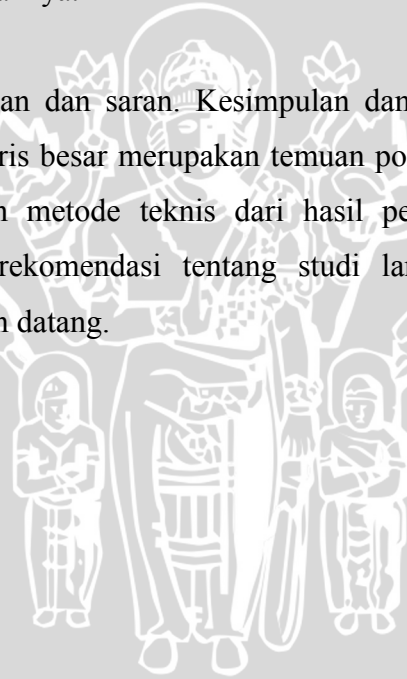 an dan saran. Kesimpulan dan
ris besar merupakan temuan po
n metode teknis dari hasil pe
rekomendasi tentang studi lan
n datang.